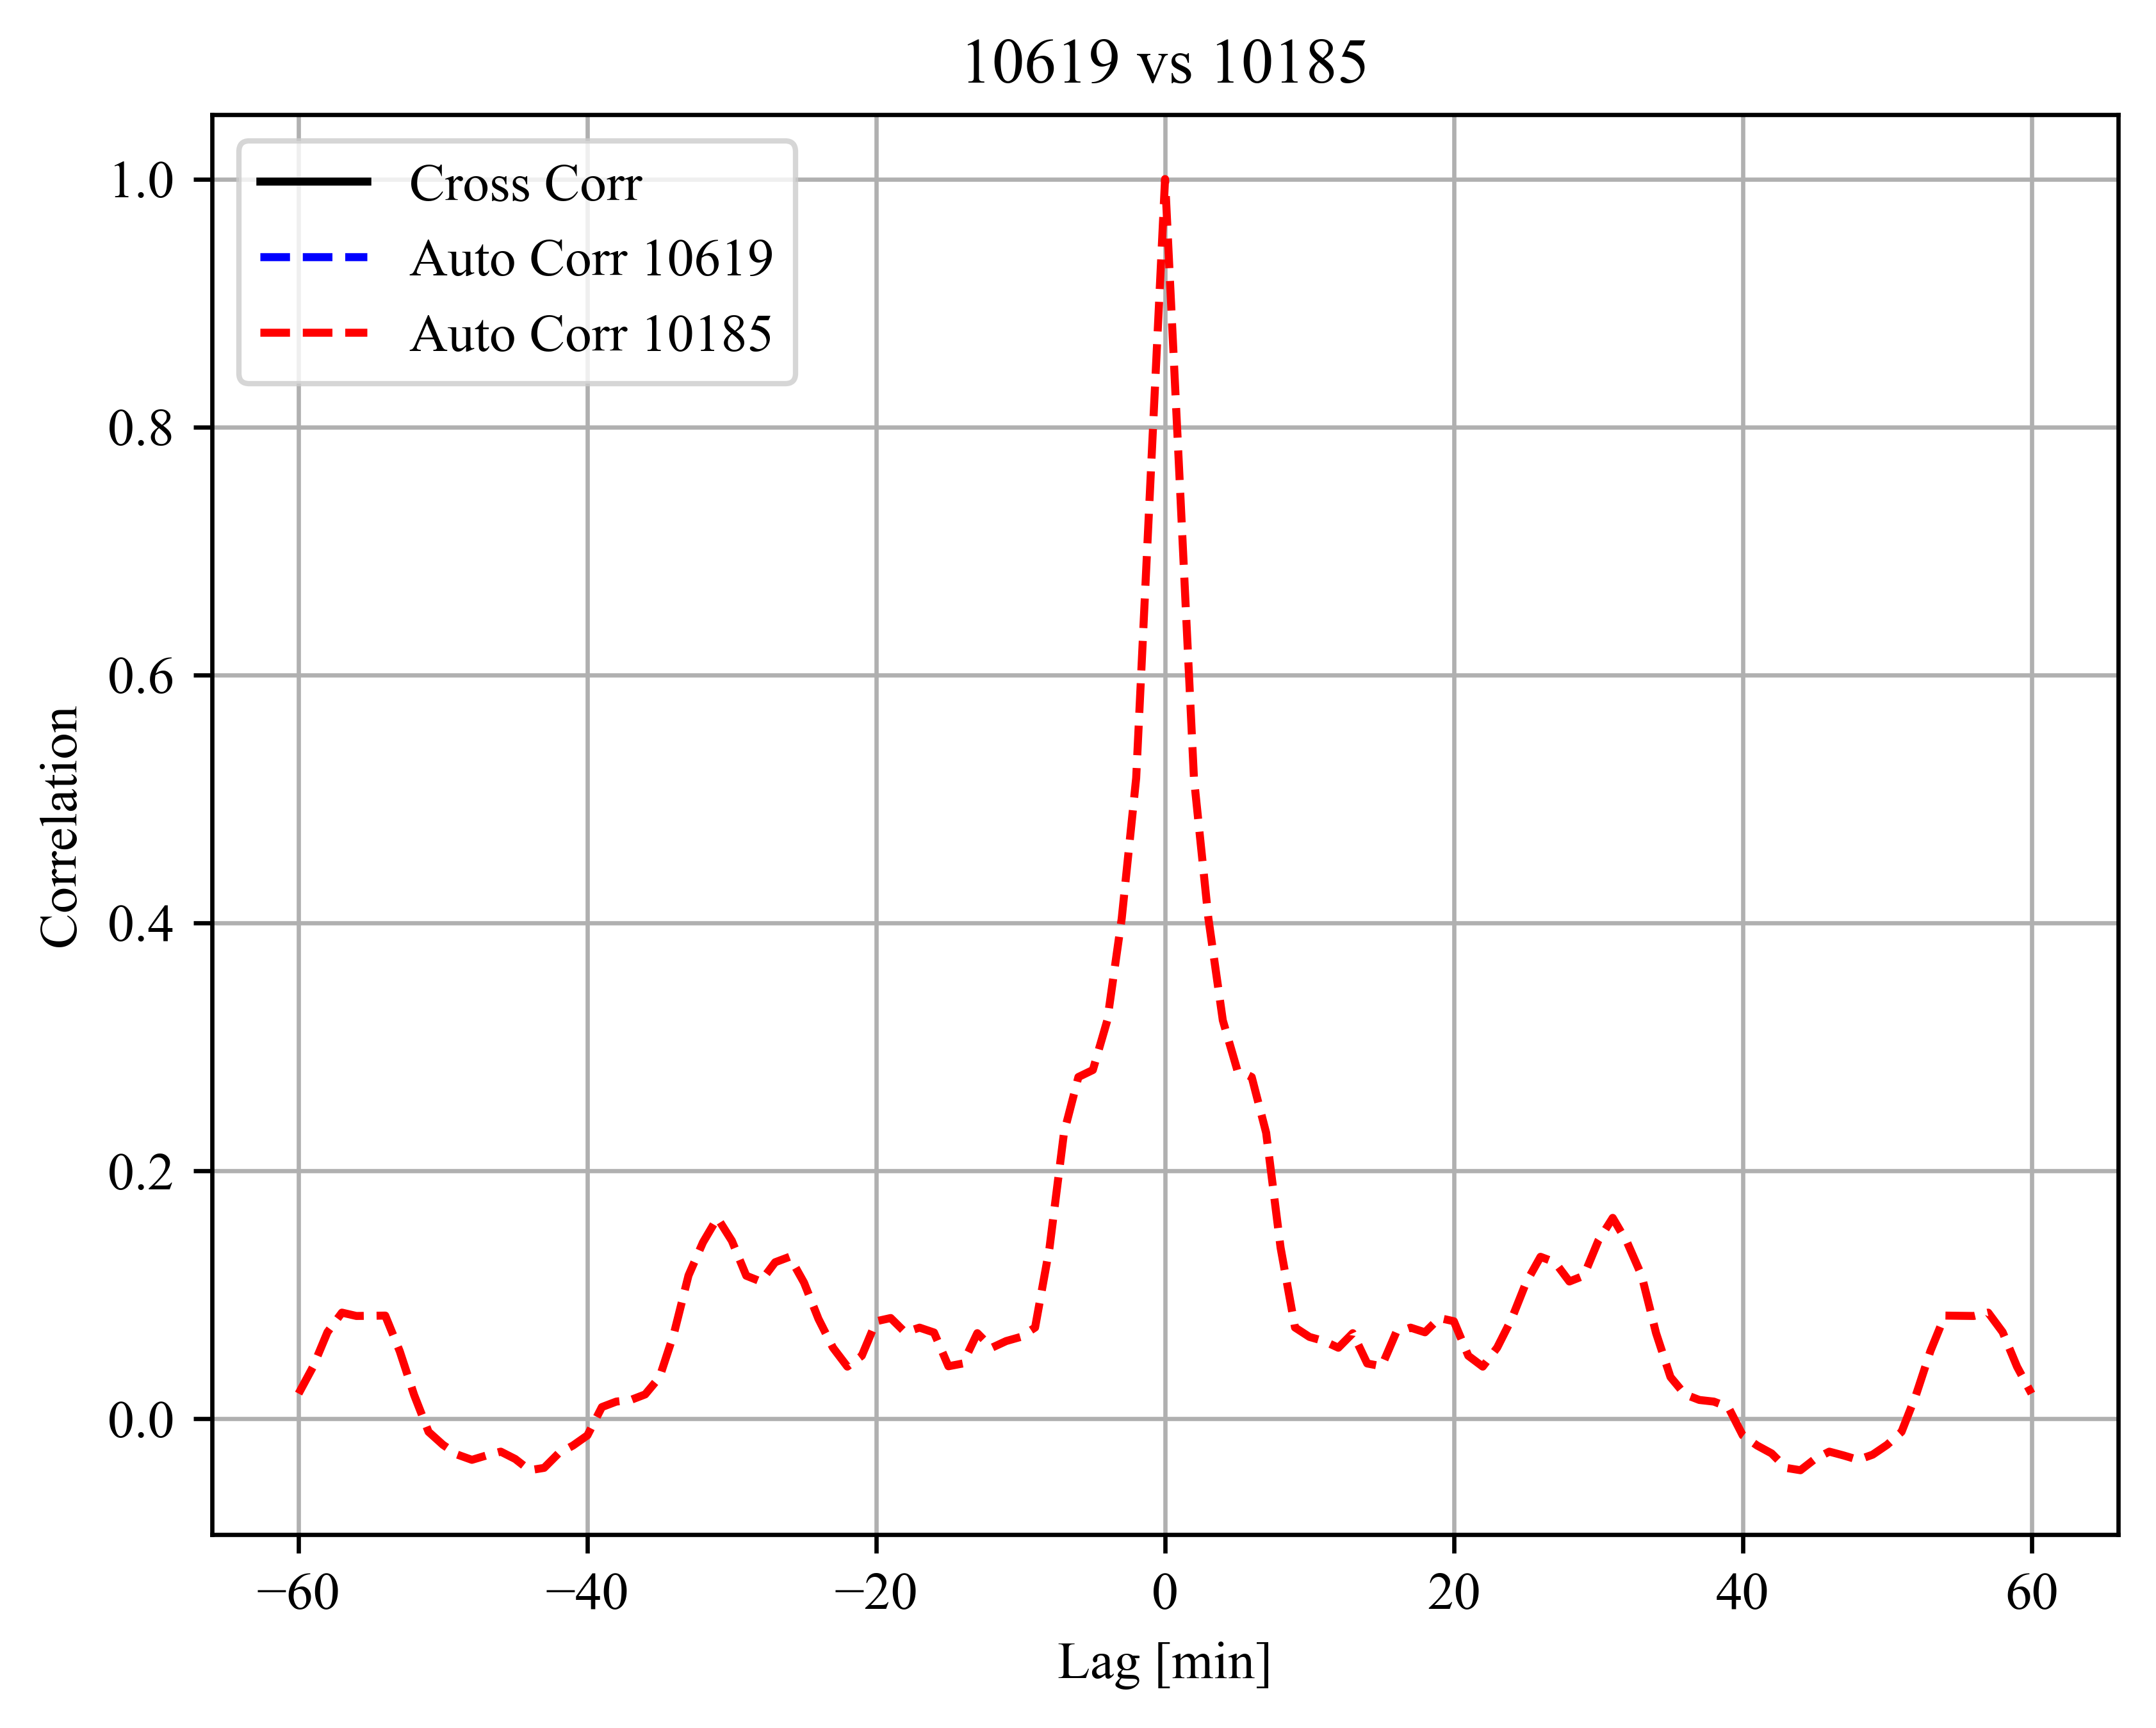 10619 vs 10185
Cross Corr
Auto Corr 10619
Auto Corr 10185
1.0
0.8
0.6
0.4
0.2
0.0
Correlation
−60 −40 −20 0 20 40 60
Lag [min]